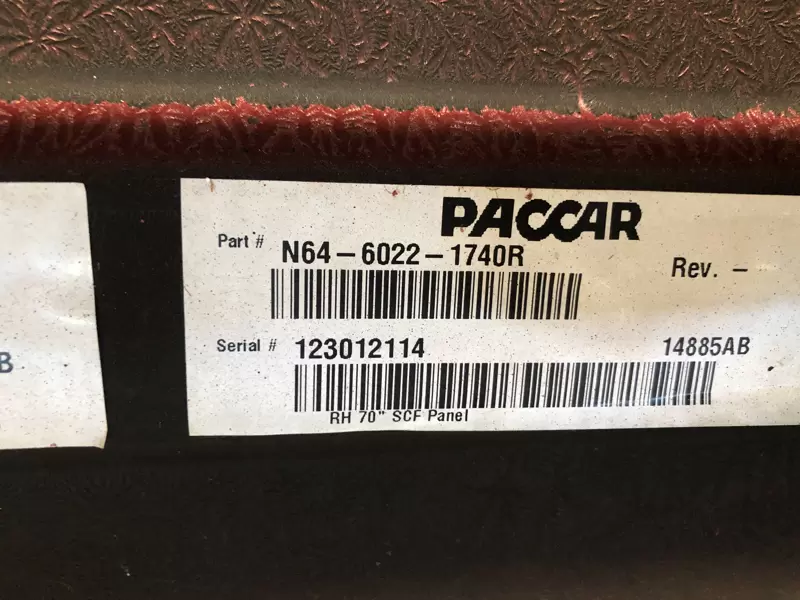 PACCAR
Part # N64-6022-1740R
Rev. -
Serial # 123012114 14885AB
RH 70" SCF Panel
B